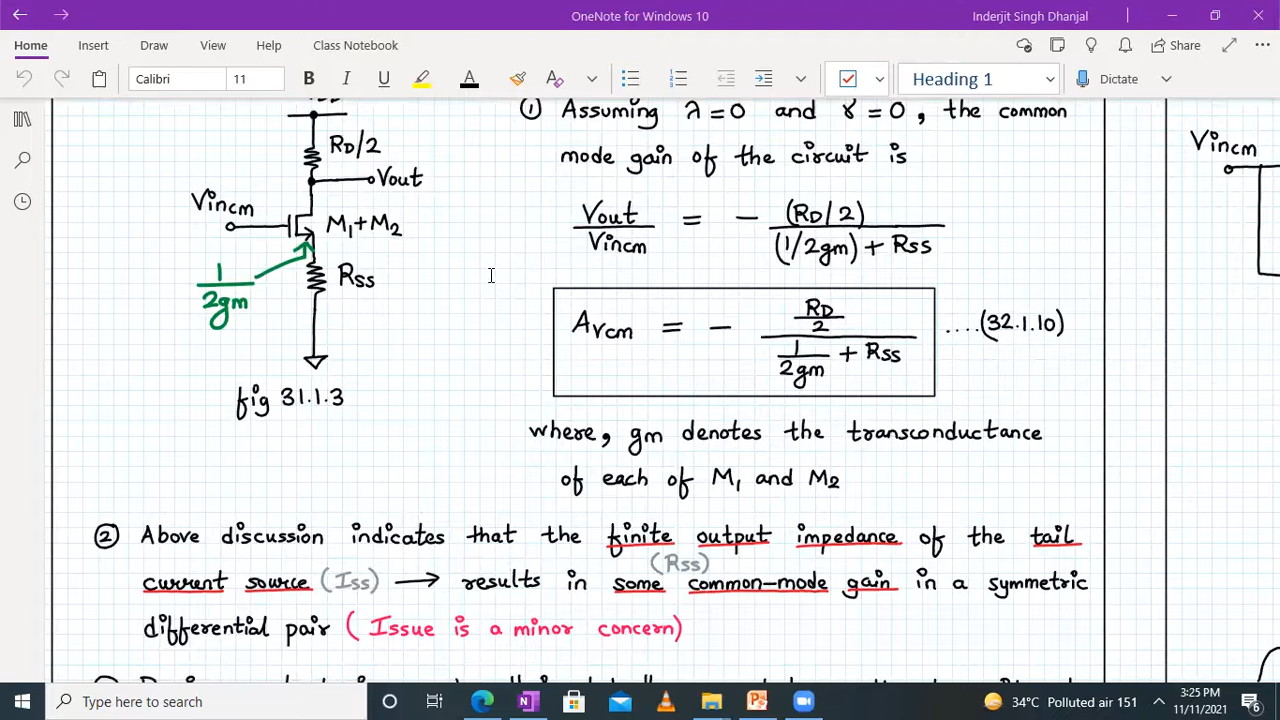 OneNote for Windows 10
Inderjit Singh Dhanjal
Home Insert Draw View Help Class Notebook
Share
Calibri 11 B I U A
Heading 1
Dictate
RD/2
Vout
Vincm
M1+M2
1/2gm
Rss
fig 31.1.3
① Assuming λ=0 and γ=0, the common
mode gain of the circuit is
Vout/Vincm = - (RD/2)/((1/2gm) + Rss)
Avcm = - (RD/2)/(1/2gm + Rss) ....(32.1.10)
where, gm denotes the transconductance
of each of M1 and M2
② Above discussion indicates that the finite output impedance of the tail
(Rss)
current source (Iss) → results in some common-mode gain in a symmetric
differential pair (Issue is a minor concern)
Vincm
Type here to search
34°C Polluted air 151
3:25 PM
11/11/2021
6